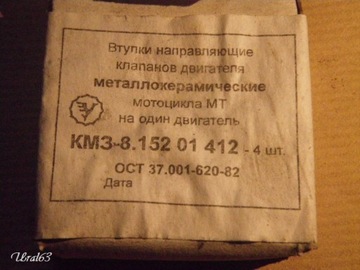 Втулки направляющие
клапанов двигателя
металлокерамические
мотоцикла МТ
на один двигатель
КМЗ-8.152 01 412 - 4 шт.
ОСТ 37.001-620-82
Дата
Ural63